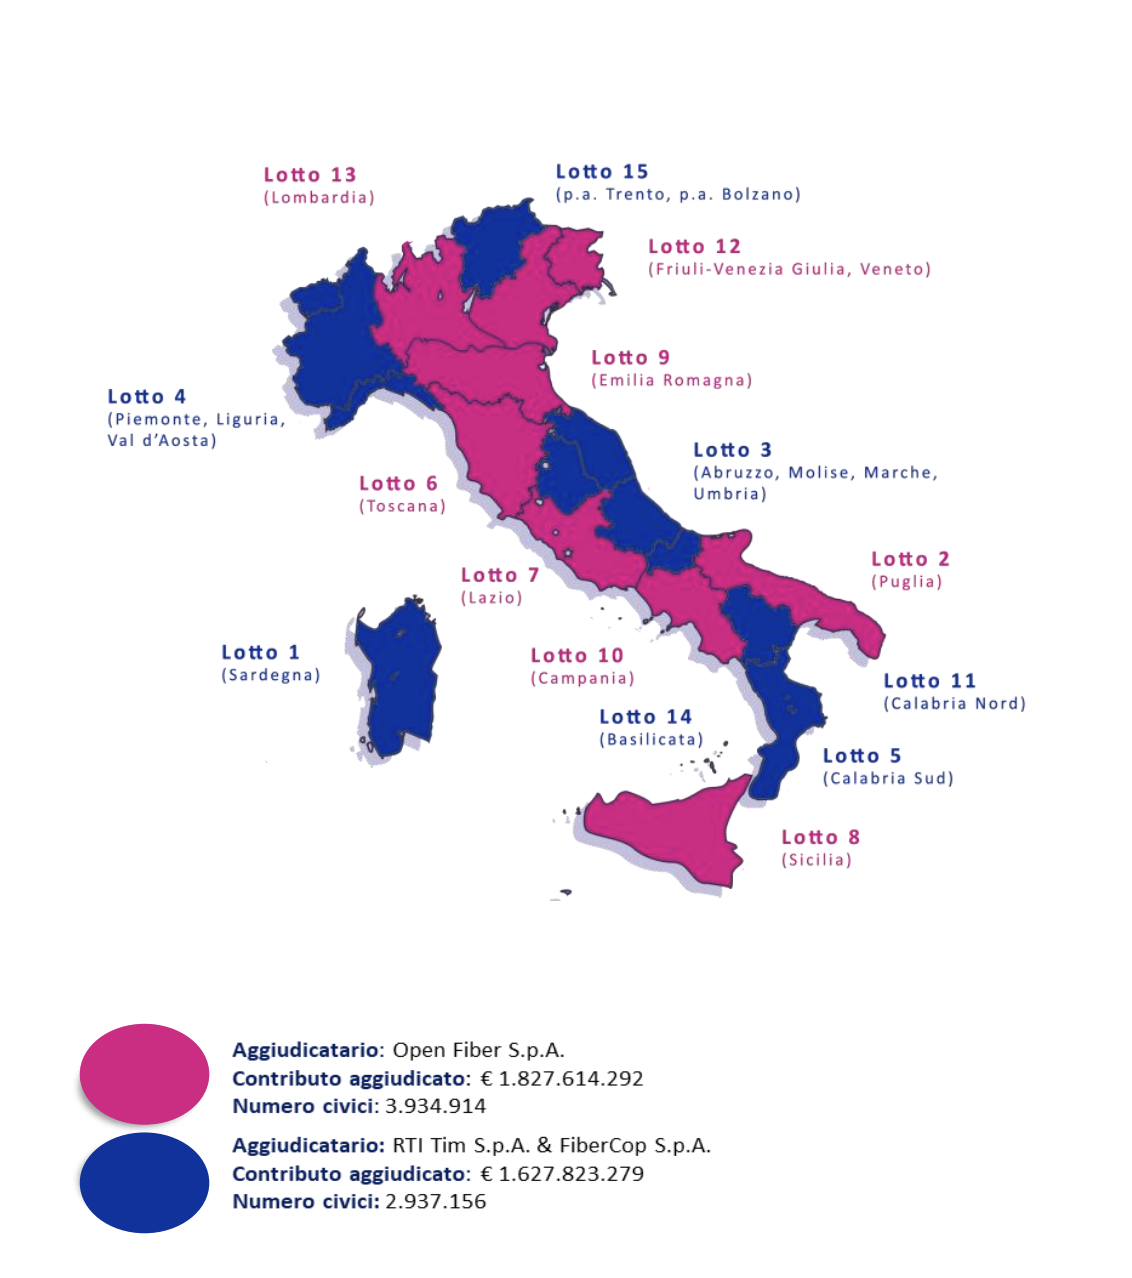 Lotto 13
(Lombardia)
Lotto 15
(p.a. Trento, p.a. Bolzano)
Lotto 12
(Friuli-Venezia Giulia, Veneto)
Lotto 9
(Emilia Romagna)
Lotto 4
(Piemonte, Liguria,
Val d’Aosta)
Lotto 3
(Abruzzo, Molise, Marche,
Umbria)
Lotto 6
(Toscana)
Lotto 2
(Puglia)
Lotto 7
(Lazio)
Lotto 1
(Sardegna)
Lotto 10
(Campania)
Lotto 11
(Calabria Nord)
Lotto 14
(Basilicata)
Lotto 5
(Calabria Sud)
Lotto 8
(Sicilia)
Aggiudicatario: Open Fiber S.p.A.
Contributo aggiudicato: € 1.827.614.292
Numero civici: 3.934.914
Aggiudicatario: RTI Tim S.p.A. & FiberCop S.p.A.
Contributo aggiudicato: € 1.627.823.279
Numero civici: 2.937.156